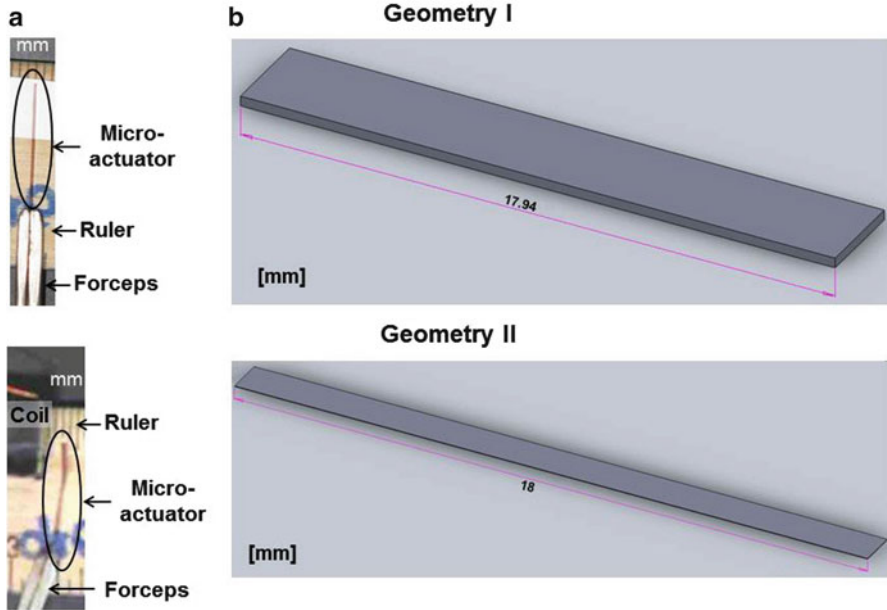 a
mm
Micro-
actuator
Ruler
Forceps
mm
Coil
Ruler
Micro-
actuator
Forceps
b
Geometry I
17.94
[mm]
Geometry II
18
[mm]